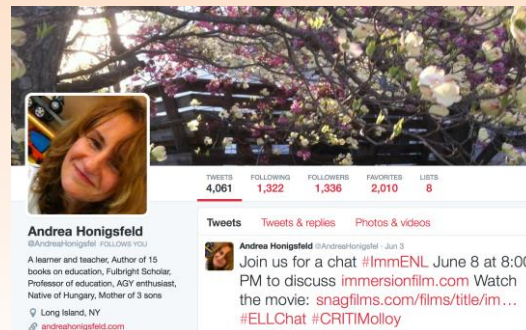 TWEETS FOLLOWING FOLLOWERS FAVORITES LISTS
4,061 1,322 1,336 2,010 8
Andrea Honigsfeld
@AndreaHonigsfel FOLLOWS YOU
A learner and teacher, Author of 15
books on education, Fulbright Scholar,
Professor of education, AGY enthusiast,
Native of Hungary, Mother of 3 sons
Long Island, NY
andreahonigsfeld.com
Tweets Tweets & replies Photos & videos
Andrea Honigsfeld @AndreaHonigsfel · Jun 3
Join us for a chat #ImmENL June 8 at 8:00
PM to discuss immersionfilm.com Watch
the movie: snagfilms.com/films/title/im…
#ELLChat #CRITIMolloy